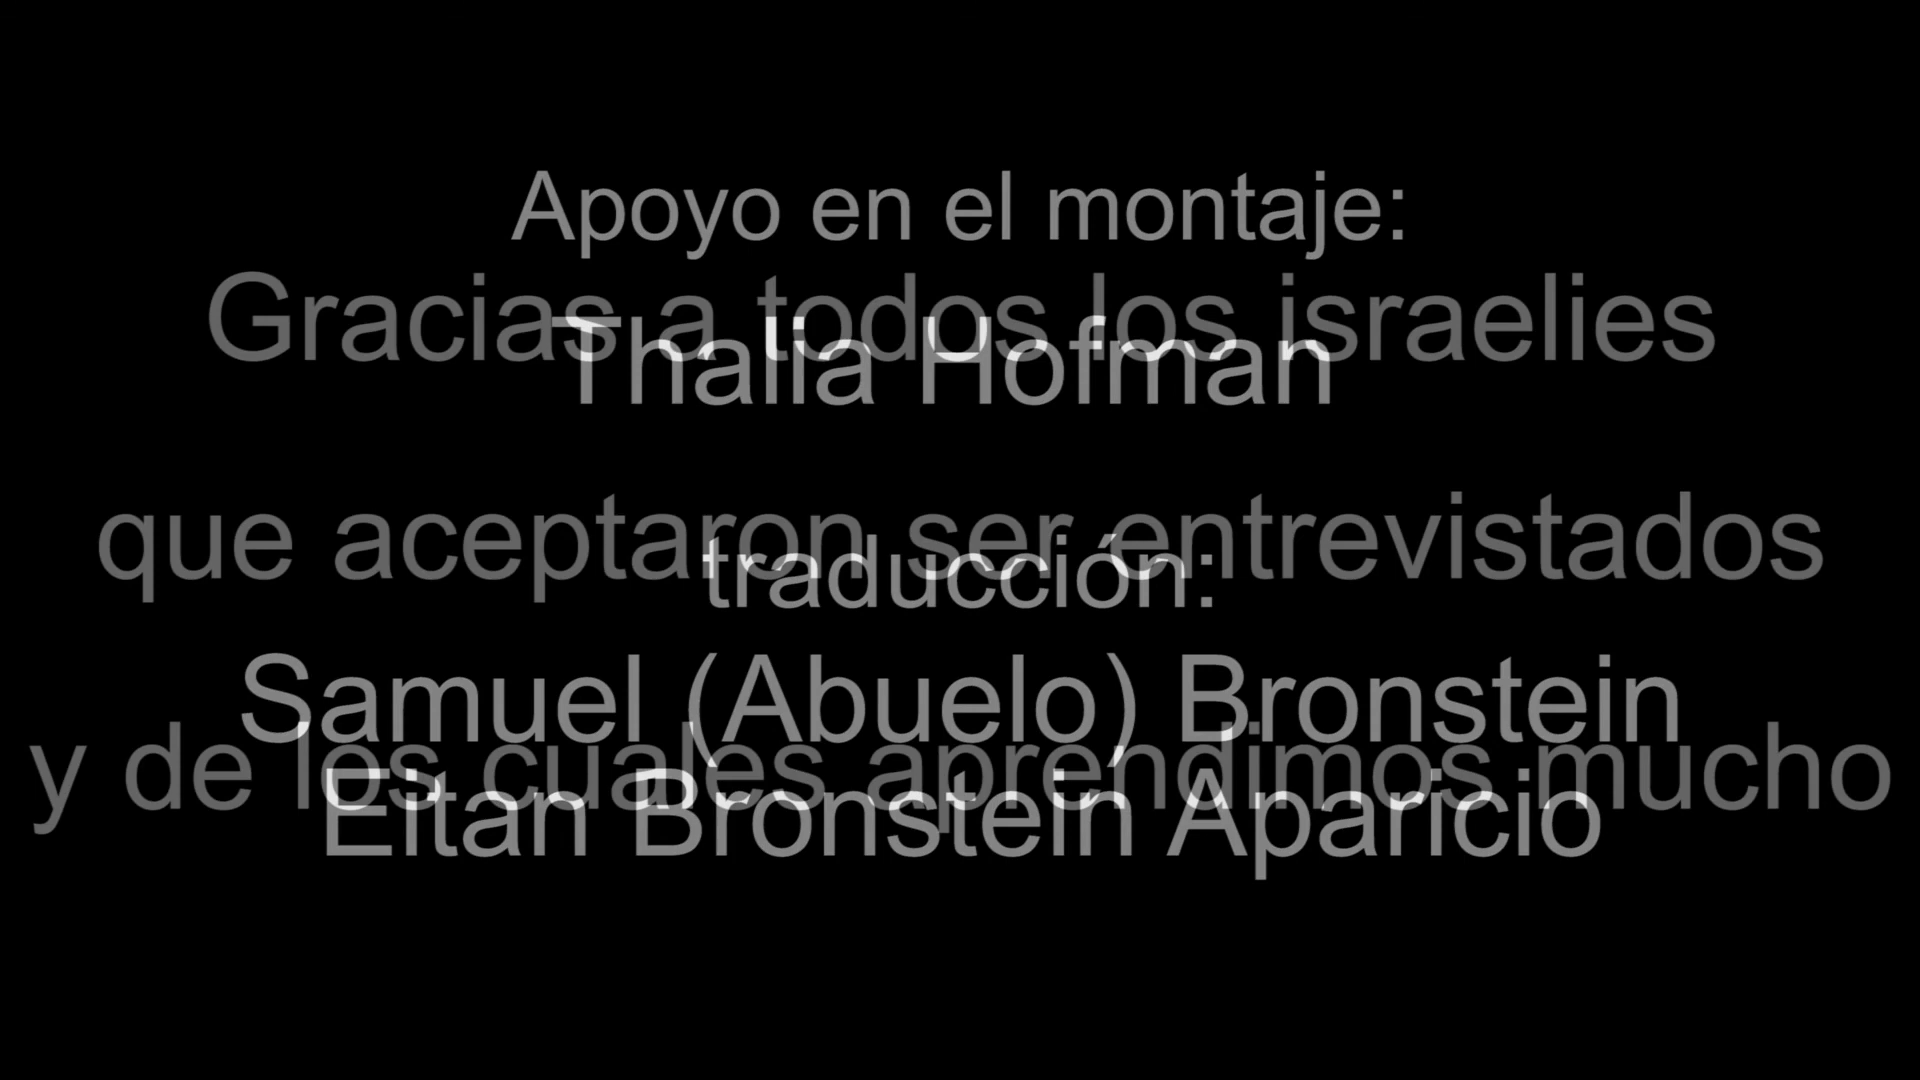 Apoyo en el montaje:
Gracias a todos los israelies
Thalia Hofman
que aceptaron ser entrevistados
traducción:
Samuel (Abuelo) Bronstein
y de los cuales aprendimos mucho
Eitan Bronstein Aparicio